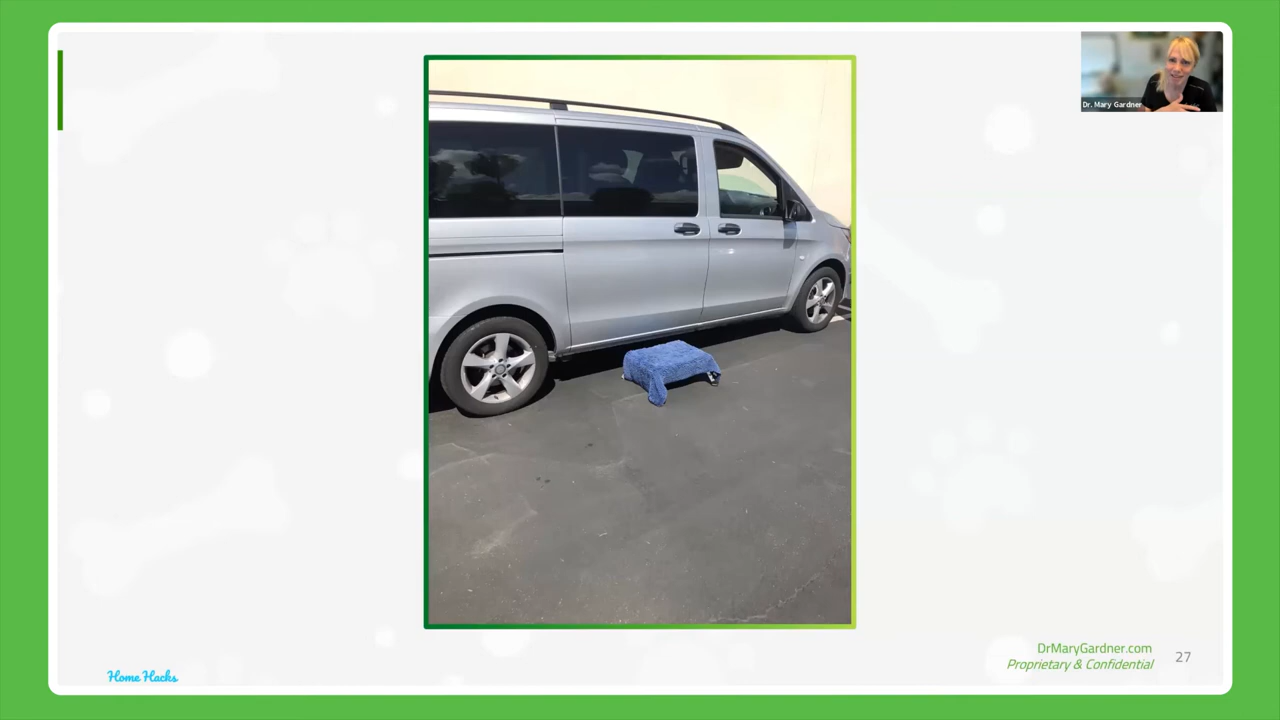 Dr. Mary Gardner
DrMaryGardner.com
Proprietary & Confidential
27
Home Hacks